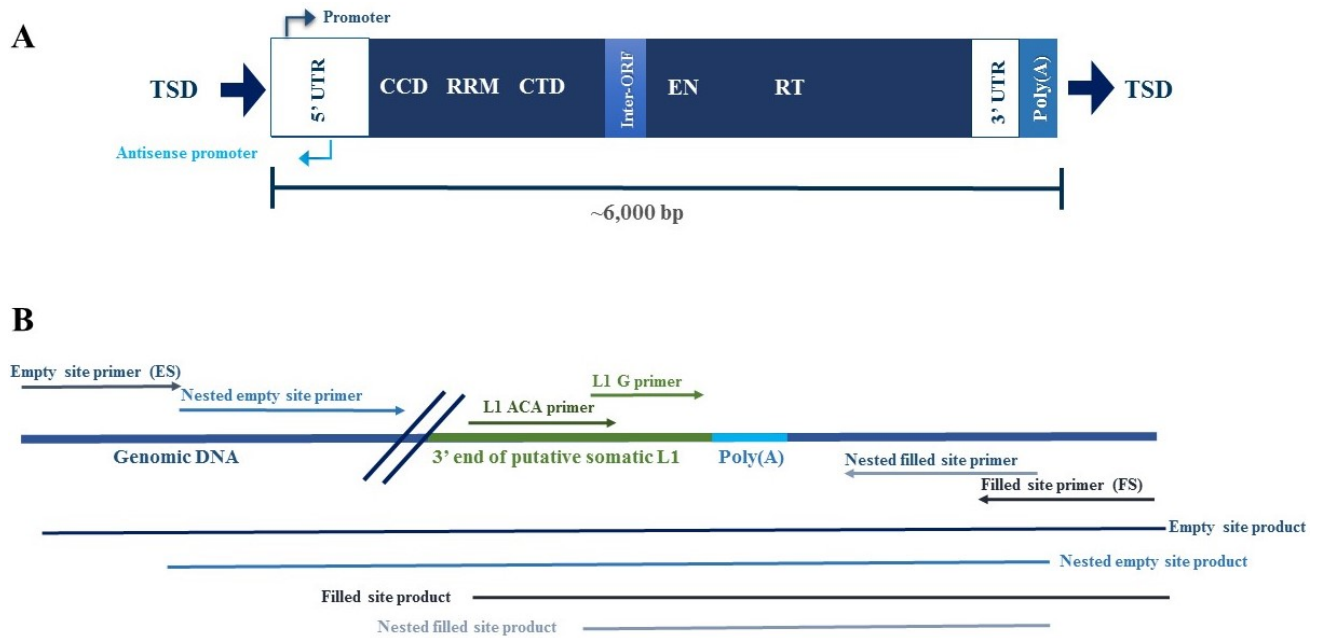 A
Promoter
TSD
5' UTR
CCD
RRM
CTD
Inter-ORF
EN
RT
3' UTR
Poly(A)
TSD
Antisense promoter
~6,000 bp
B
Empty site primer (ES)
Nested empty site primer
L1 G primer
L1 ACA primer
Genomic DNA
3' end of putative somatic L1
Poly(A)
Nested filled site primer
Filled site primer (FS)
Empty site product
Nested empty site product
Filled site product
Nested filled site product